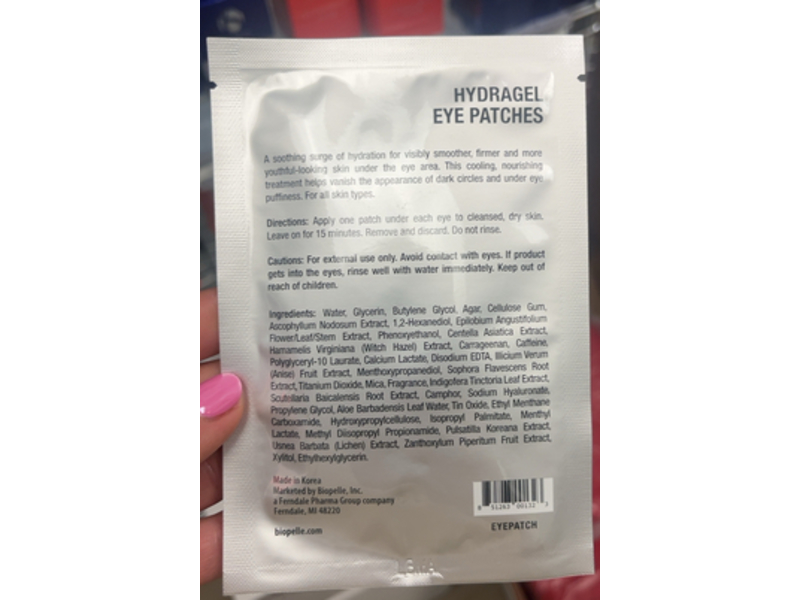 HYDRAGEL
EYE PATCHES
A soothing surge of hydration for visibly smoother, firmer and more
youthful-looking skin under the eye area. This cooling, nourishing
treatment helps vanish the appearance of dark circles and under eye
puffiness. For all skin types.
Directions: Apply one patch under each eye to cleansed, dry skin.
Leave on for 15 minutes. Remove and discard. Do not rinse.
Cautions: For external use only. Avoid contact with eyes. If product
gets into the eyes, rinse well with water immediately. Keep out of
reach of children.
Ingredients: Water, Glycerin, Butylene Glycol, Agar, Cellulose Gum,
Ascophyllum Nodosum Extract, 1,2-Hexanediol, Epilobium Angustifolium
Flower/Leaf/Stem Extract, Phenoxyethanol, Centella Asiatica Extract,
Hamamelis Virginiana (Witch Hazel) Extract, Carrageenan, Caffeine,
Polyglyceryl-10 Laurate, Calcium Lactate, Disodium EDTA, Illicium Verum
(Anise) Fruit Extract, Menthoxypropanediol, Sophora Flavescens Root
Extract, Titanium Dioxide, Mica, Fragrance, Indigofera Tinctoria Leaf Extract,
Scutellaria Baicalensis Root Extract, Camphor, Sodium Hyaluronate,
Propylene Glycol, Aloe Barbadensis Leaf Water, Tin Oxide, Ethyl Menthane
Carboxamide, Hydroxypropylcellulose, Isopropyl Palmitate, Menthyl
Lactate, Methyl Diisopropyl Propionamide, Pulsatilla Koreana Extract,
Usnea Barbata (Lichen) Extract, Zanthoxylum Piperitum Fruit Extract,
Xylitol, Ethylhexylglycerin.
Made in Korea
Marketed by Biopelle, Inc.
a Ferndale Pharma Group company
Ferndale, MI 48220
biopelle.com
8 51263 00132 2
EYEPATCH